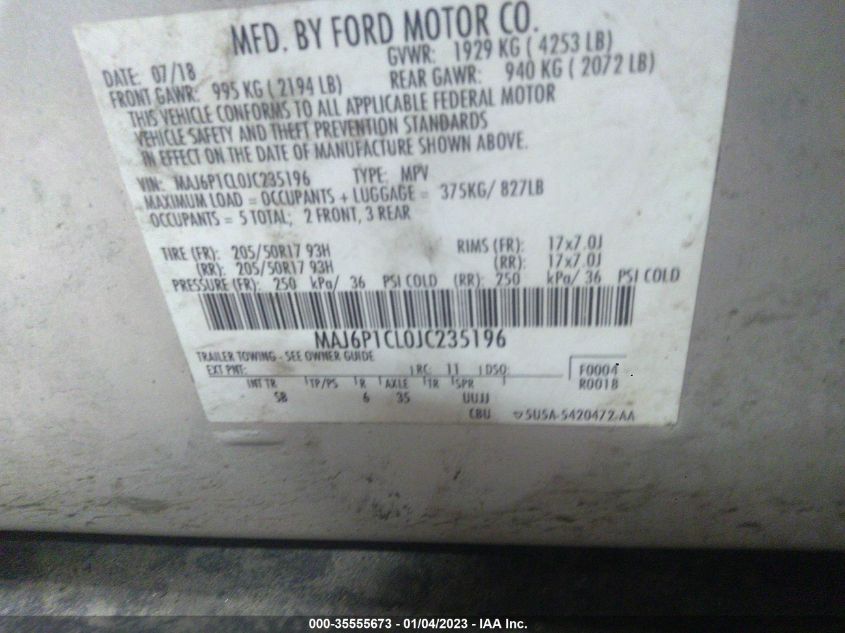 MFD. BY FORD MOTOR CO.
DATE: 07/18 GVWR: 1929 KG ( 4253 LB)
FRONT GAWR: 995 KG ( 2194 LB) REAR GAWR: 940 KG ( 2072 LB)
THIS VEHICLE CONFORMS TO ALL APPLICABLE FEDERAL MOTOR
VEHICLE SAFETY AND THEFT PREVENTION STANDARDS
IN EFFECT ON THE DATE OF MANUFACTURE SHOWN ABOVE.
VIN: MAJ6P1CL0JC235196 TYPE: MPV
MAXIMUM LOAD = OCCUPANTS + LUGGAGE = 375KG/ 827LB
OCCUPANTS = 5 TOTAL; 2 FRONT, 3 REAR
TIRE (FR): 205/50R17 93H RIMS (FR): 17x7.0J
(RR): 205/50R17 93H (RR): 17x7.0J
PRESSURE (FR): 250 kPa/ 36 PSI COLD (RR): 250 kPa/ 36 PSI COLD
MAJ6P1CL0JC235196
TRAILER TOWING - SEE OWNER GUIDE
EXT PNT: RC: 11 DSO: F0004
R0018
INT TR TP/PS R AXLE TR SPR
SB 6 35 UUJJ
CBU 5U5A-5420472-AA
000-35555673 - 01/04/2023 - IAA Inc.